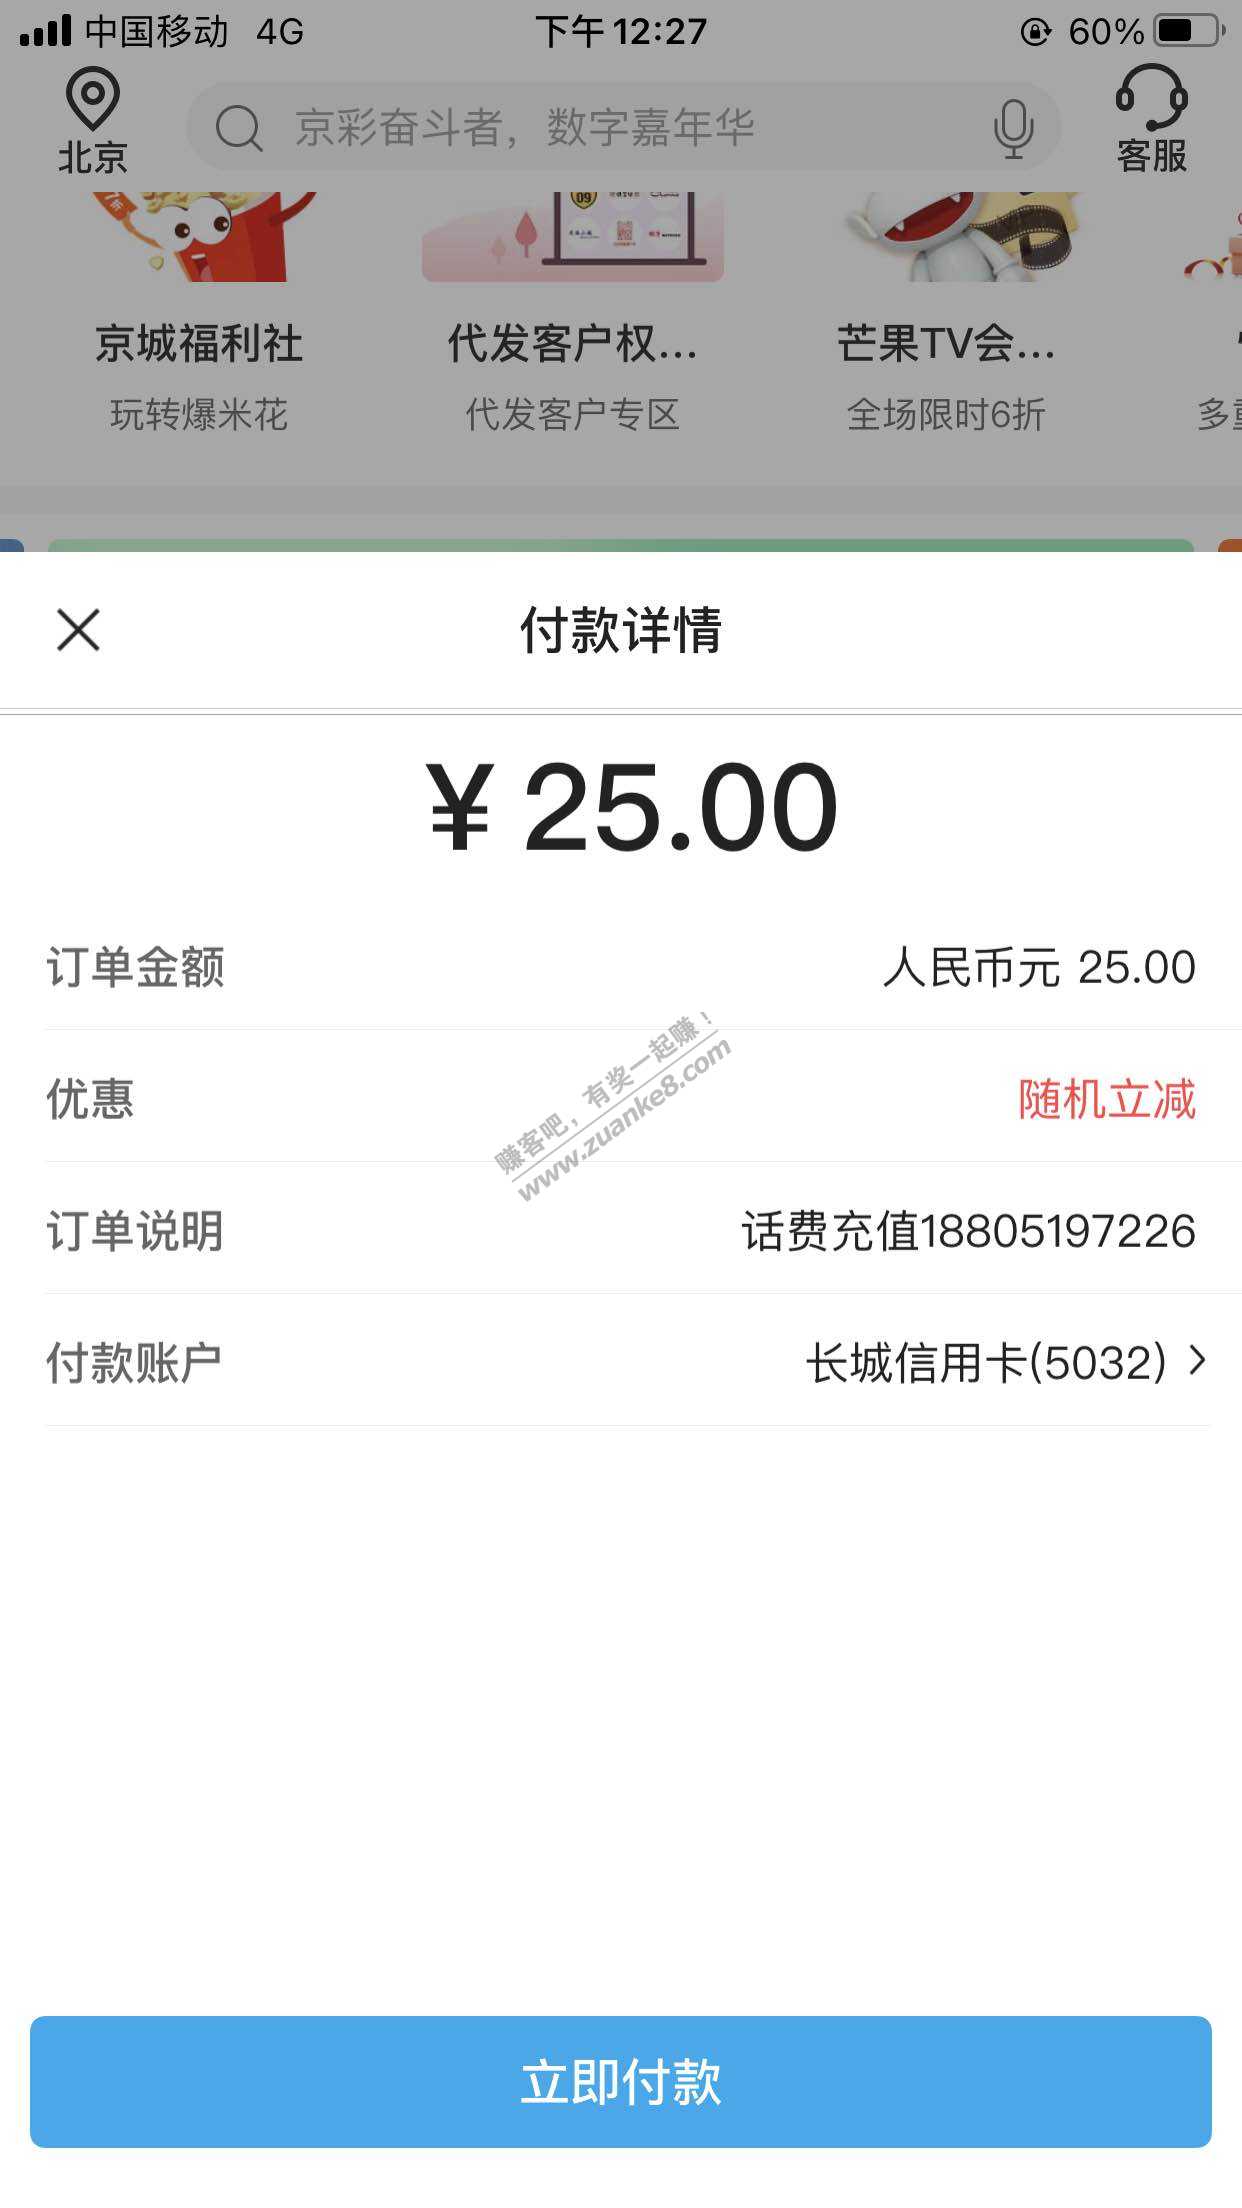 中国移动 4G 下午12:27 60%
北京
京彩奋斗者，数字嘉年华
客服
09
京城福利社 代发客户权... 芒果TV会...
玩转爆米花 代发客户专区 全场限时6折 多重
付款详情
¥25.00
订单金额 人民币元 25.00
优惠 随机立减
订单说明 话费充值18805197226
付款账户 长城信用卡(5032)
赚客吧，有奖一起赚！
www.zuanke8.com
立即付款